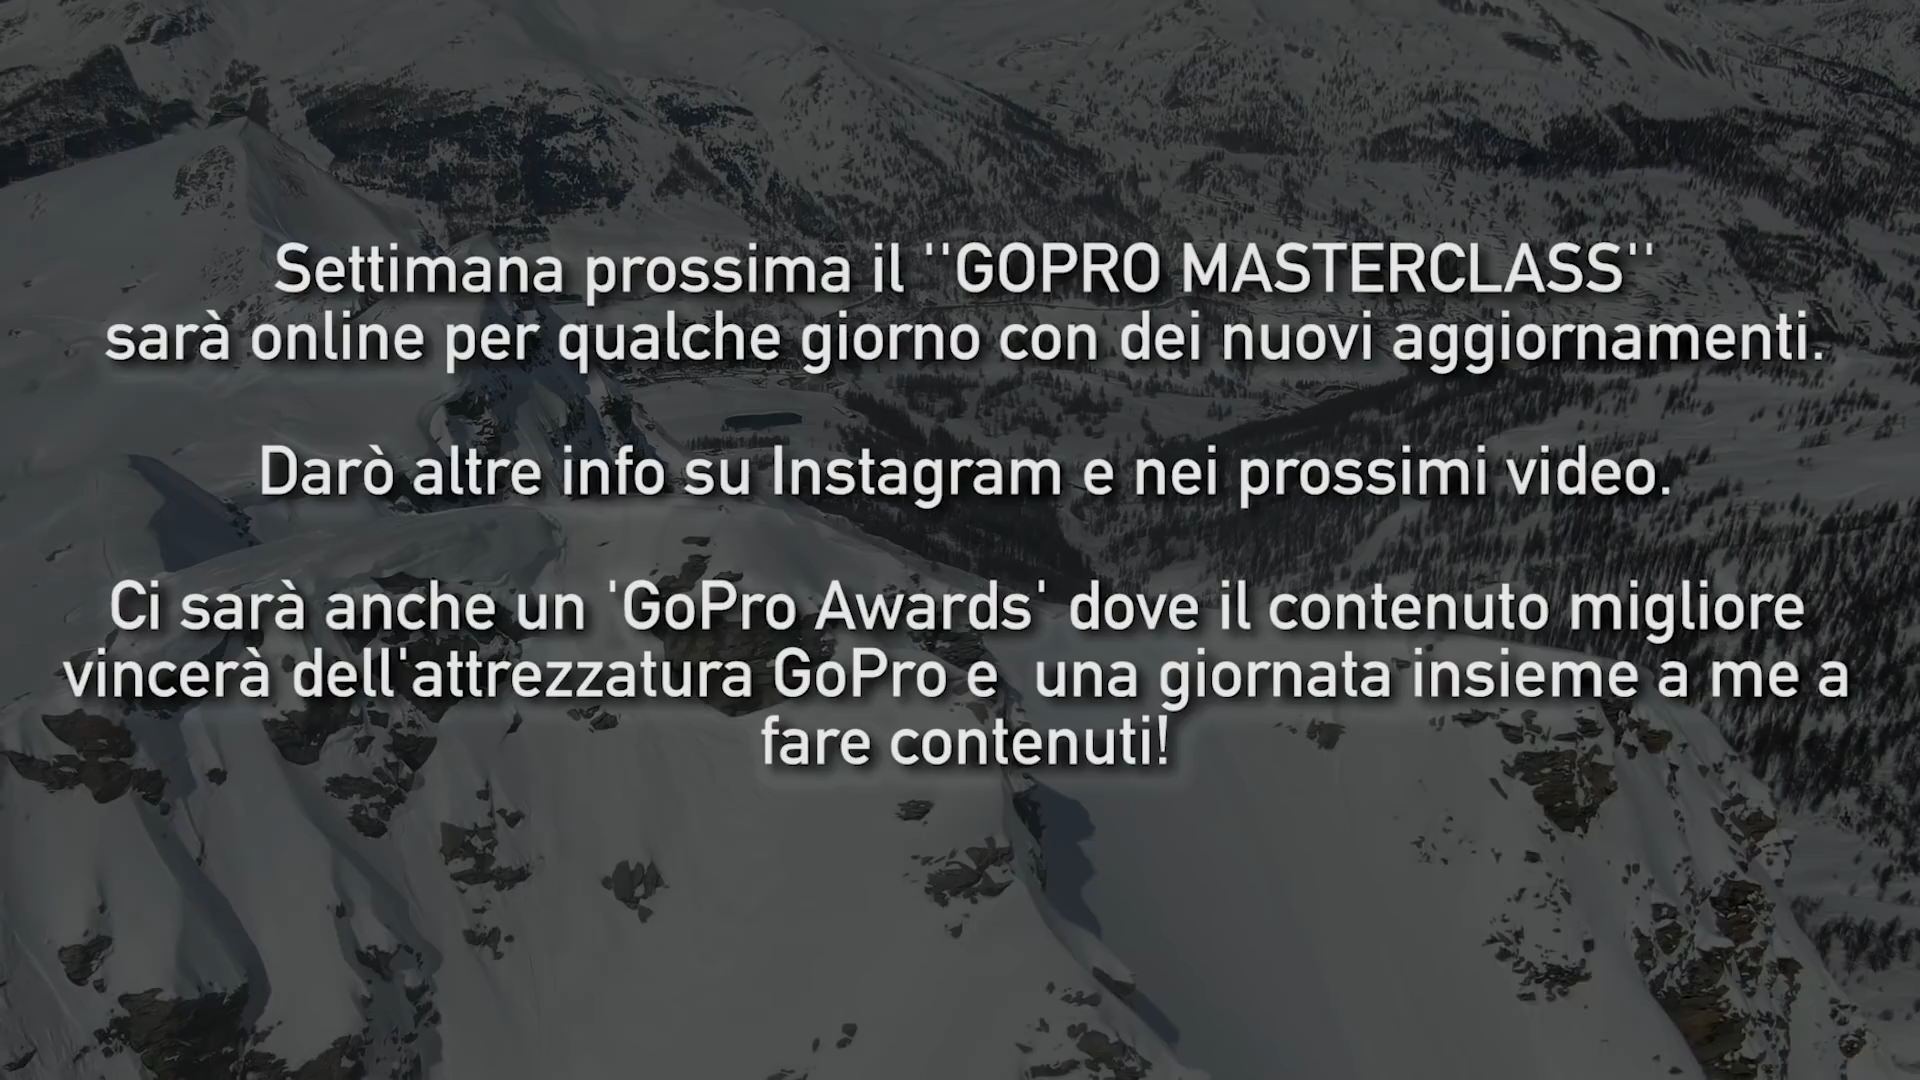 Settimana prossima il "GOPRO MASTERCLASS"
sarà online per qualche giorno con dei nuovi aggiornamenti.
Darò altre info su Instagram e nei prossimi video.
Ci sarà anche un 'GoPro Awards' dove il contenuto migliore
vincerà dell'attrezzatura GoPro e  una giornata insieme a me a
fare contenuti!